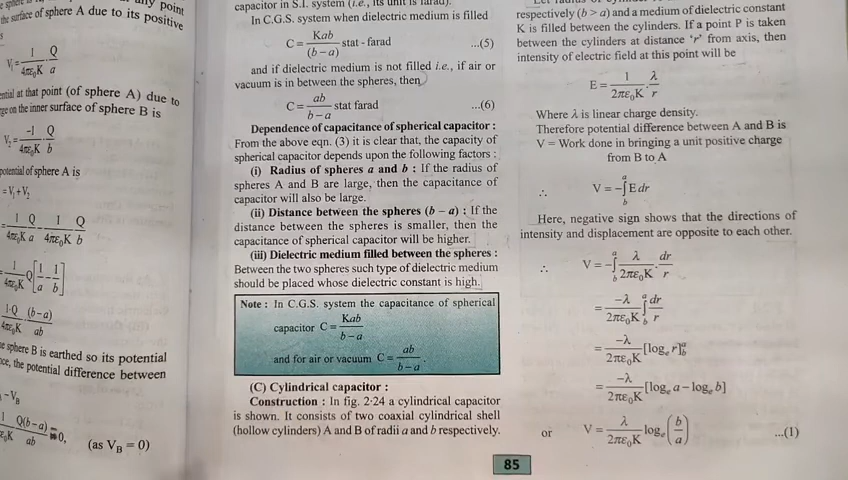 any point
the surface of sphere A due to its positive
V₁ = 1/4πε₀K · Q/a
ential at that point (of sphere A) due to
rge on the inner surface of sphere B is
V₂ = -1/4πε₀K · Q/b
potential of sphere A is
= V₁ + V₂
= 1/4πε₀K Q/a - 1/4πε₀K Q/b
= 1/4πε₀K Q[1/a - 1/b]
1·Q/4πε₀K (b-a)/ab
e sphere B is earthed so its potential
ce, the potential difference between
- V_B
1/ε₀K Q(b-a)/ab = 0, (as V_B = 0)
capacitor in S.I. system (i.e., its unit is farad).
In C.G.S. system when dielectric medium is filled
C = Kab/(b-a) stat - farad ...(5)
and if dielectric medium is not filled i.e., if air or
vacuum is in between the spheres, then
C = ab/b-a stat farad ...(6)
Dependence of capacitance of spherical capacitor :
From the above eqn. (3) it is clear that, the capacity of
spherical capacitor depends upon the following factors :
(i) Radius of spheres a and b : If the radius of
spheres A and B are large, then the capacitance of
capacitor will also be large.
(ii) Distance between the spheres (b – a) : If the
distance between the spheres is smaller, then the
capacitance of spherical capacitor will be higher.
(iii) Dielectric medium filled between the spheres :
Between the two spheres such type of dielectric medium
should be placed whose dielectric constant is high.
Note : In C.G.S. system the capacitance of spherical
capacitor C = Kab/b-a
and for air or vacuum C = ab/b-a.
(C) Cylindrical capacitor :
Construction : In fig. 2·24 a cylindrical capacitor
is shown. It consists of two coaxial cylindrical shell
(hollow cylinders) A and B of radii a and b respectively.
respectively (b > a) and a medium of dielectric constant
K is filled between the cylinders. If a point P is taken
between the cylinders at distance 'r' from axis, then
intensity of electric field at this point will be
E = 1/2πε₀K · λ/r
Where λ is linear charge density.
Therefore potential difference between A and B is
V = Work done in bringing a unit positive charge
from B to A
∴ V = -∫_b^a E dr
Here, negative sign shows that the directions of
intensity and displacement are opposite to each other.
∴ V = -∫_b^a λ/2πε₀K · dr/r
= -λ/2πε₀K ∫_b^a dr/r
= -λ/2πε₀K [logₑ r]_b^a
= -λ/2πε₀K [logₑ a – logₑ b]
or V = λ/2πε₀K logₑ(b/a) ...(1)
85